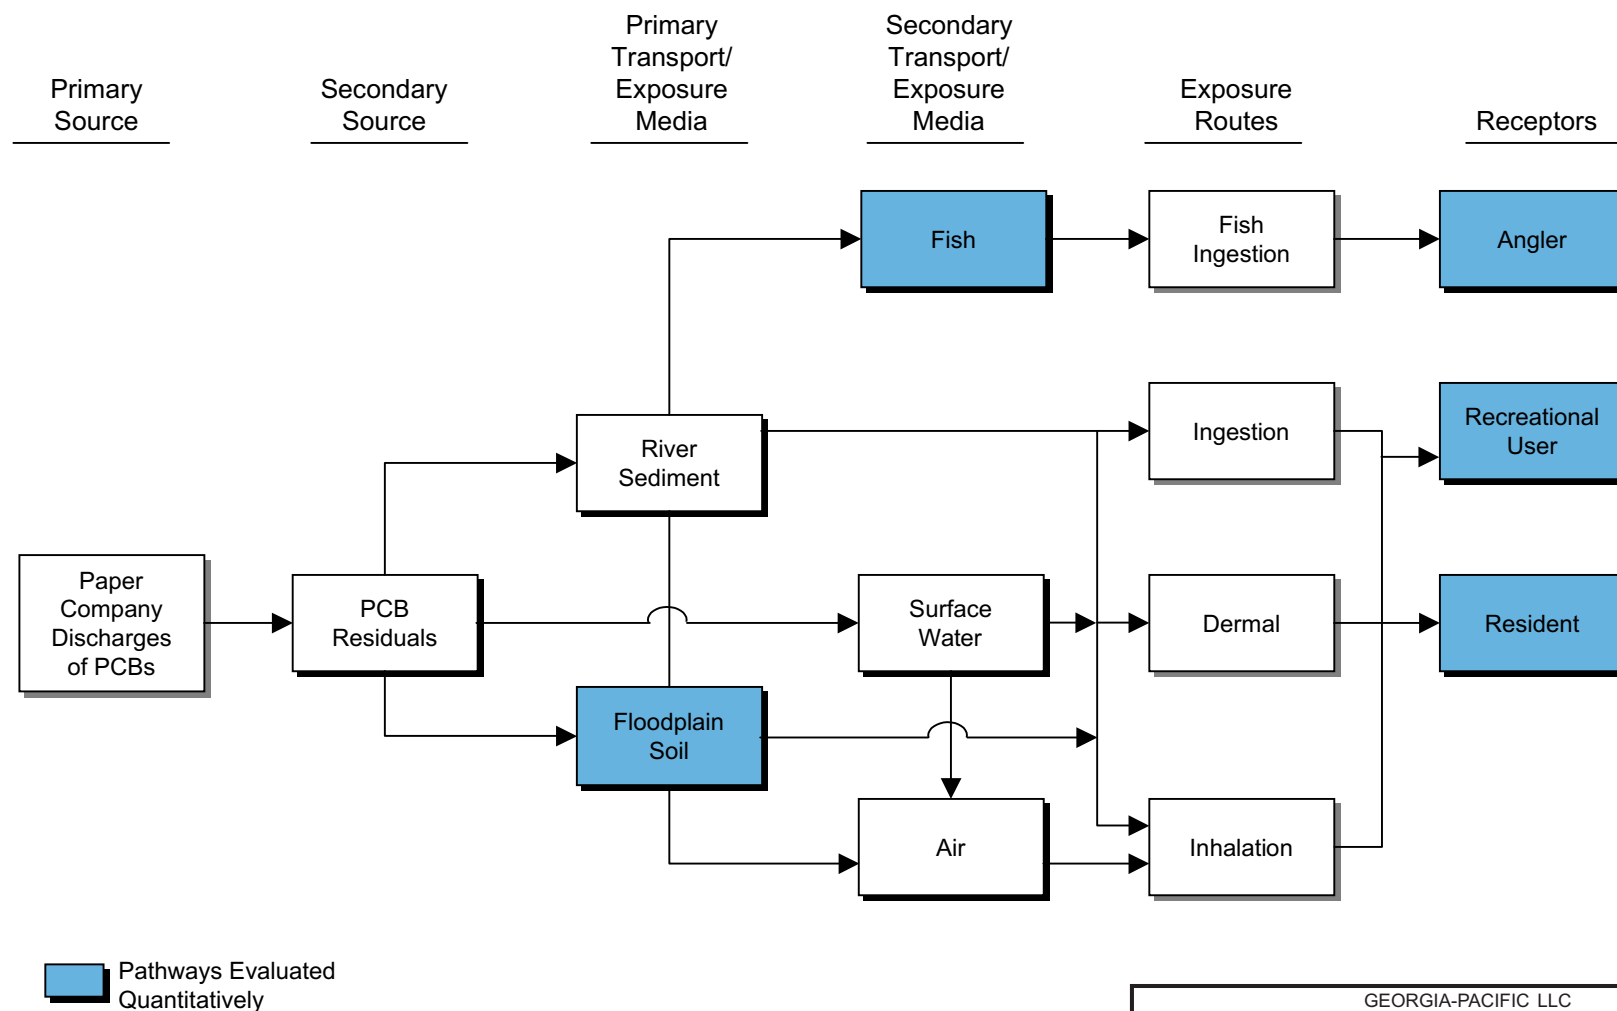 Primary
Source
Secondary
Source
Primary
Transport/
Exposure
Media
Secondary
Transport/
Exposure
Media
Exposure
Routes
Receptors
Fish
Fish
Ingestion
Angler
River
Sediment
Ingestion
Recreational
User
Paper
Company
Discharges
of PCBs
PCB
Residuals
Surface
Water
Dermal
Resident
Floodplain
Soil
Air
Inhalation
Pathways Evaluated
Quantitatively
GEORGIA-PACIFIC LLC